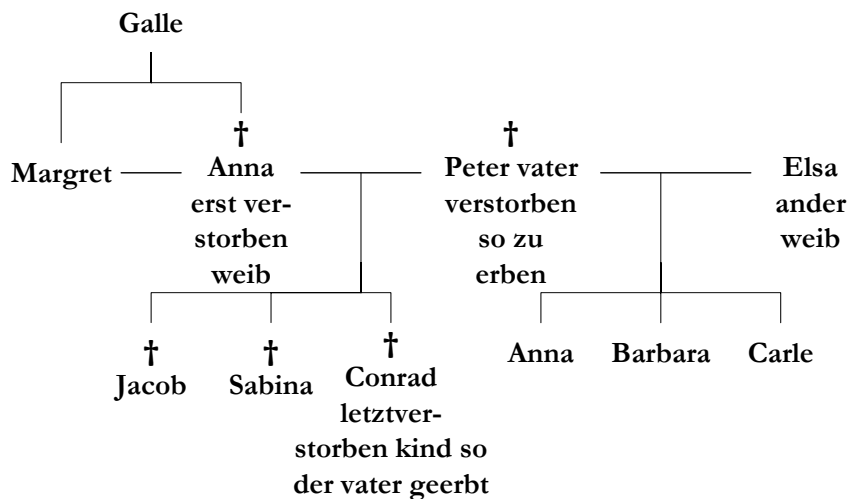 Galle
†
†
Margret
Anna
erst ver-
storben
weib
Peter vater
verstorben
so zu
erben
Elsa
ander
weib
†
Jacob
†
Sabina
†
Conrad
letztver-
storben kind so
der vater geerbt
Anna
Barbara
Carle